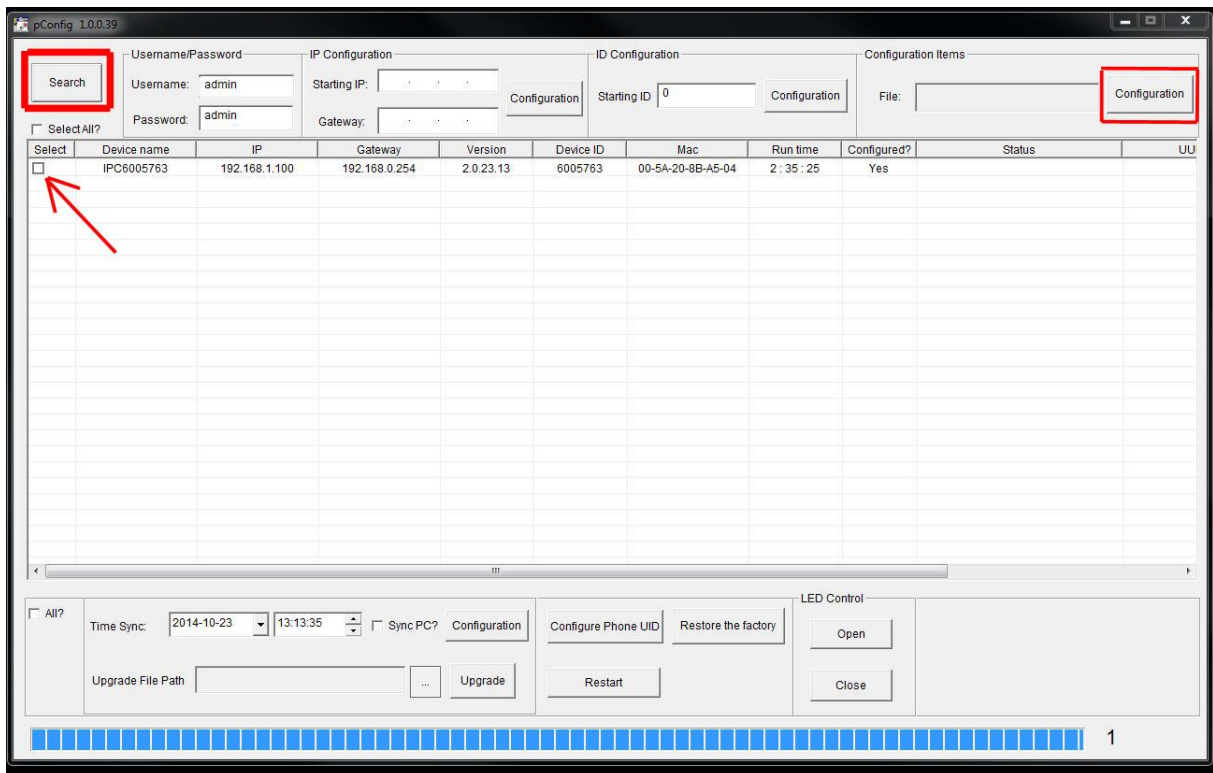 pConfig 1.0.0.39
Search
Select All?
Username/Password
Username: admin
Password: admin
IP Configuration
Starting IP: . . .
Gateway: . . .
Configuration
ID Configuration
Starting ID 0
Configuration
Configuration Items
File:
Configuration
Select Device name IP Gateway Version Device ID Mac Run time Configured? Status UU
IPC6005763 192.168.1.100 192.168.0.254 2.0.23.13 6005763 00-5A-20-8B-A5-04 2 : 35 : 25 Yes
All?
Time Sync: 2014-10-23 13:13:35 Sync PC? Configuration
Upgrade File Path ... Upgrade
Configure Phone UID Restore the factory
Restart
LED Control
Open
Close
1